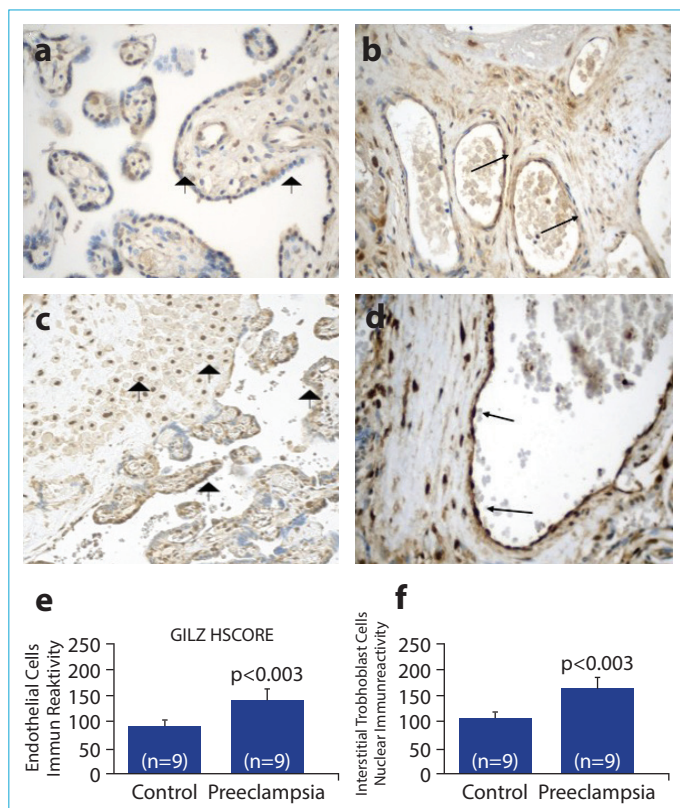 a
b
c
d
e
f
GILZ HSCORE
Endothelial Cells
Immun Reaktivity
250
200
150
100
50
0
p<0.003
(n=9)
(n=9)
Control
Preeclampsia
Interstitial Trobhoblast Cells
Nuclear Immunreactivity
250
200
150
100
50
0
p<0.003
(n=9)
(n=9)
Control
Preeclampsia